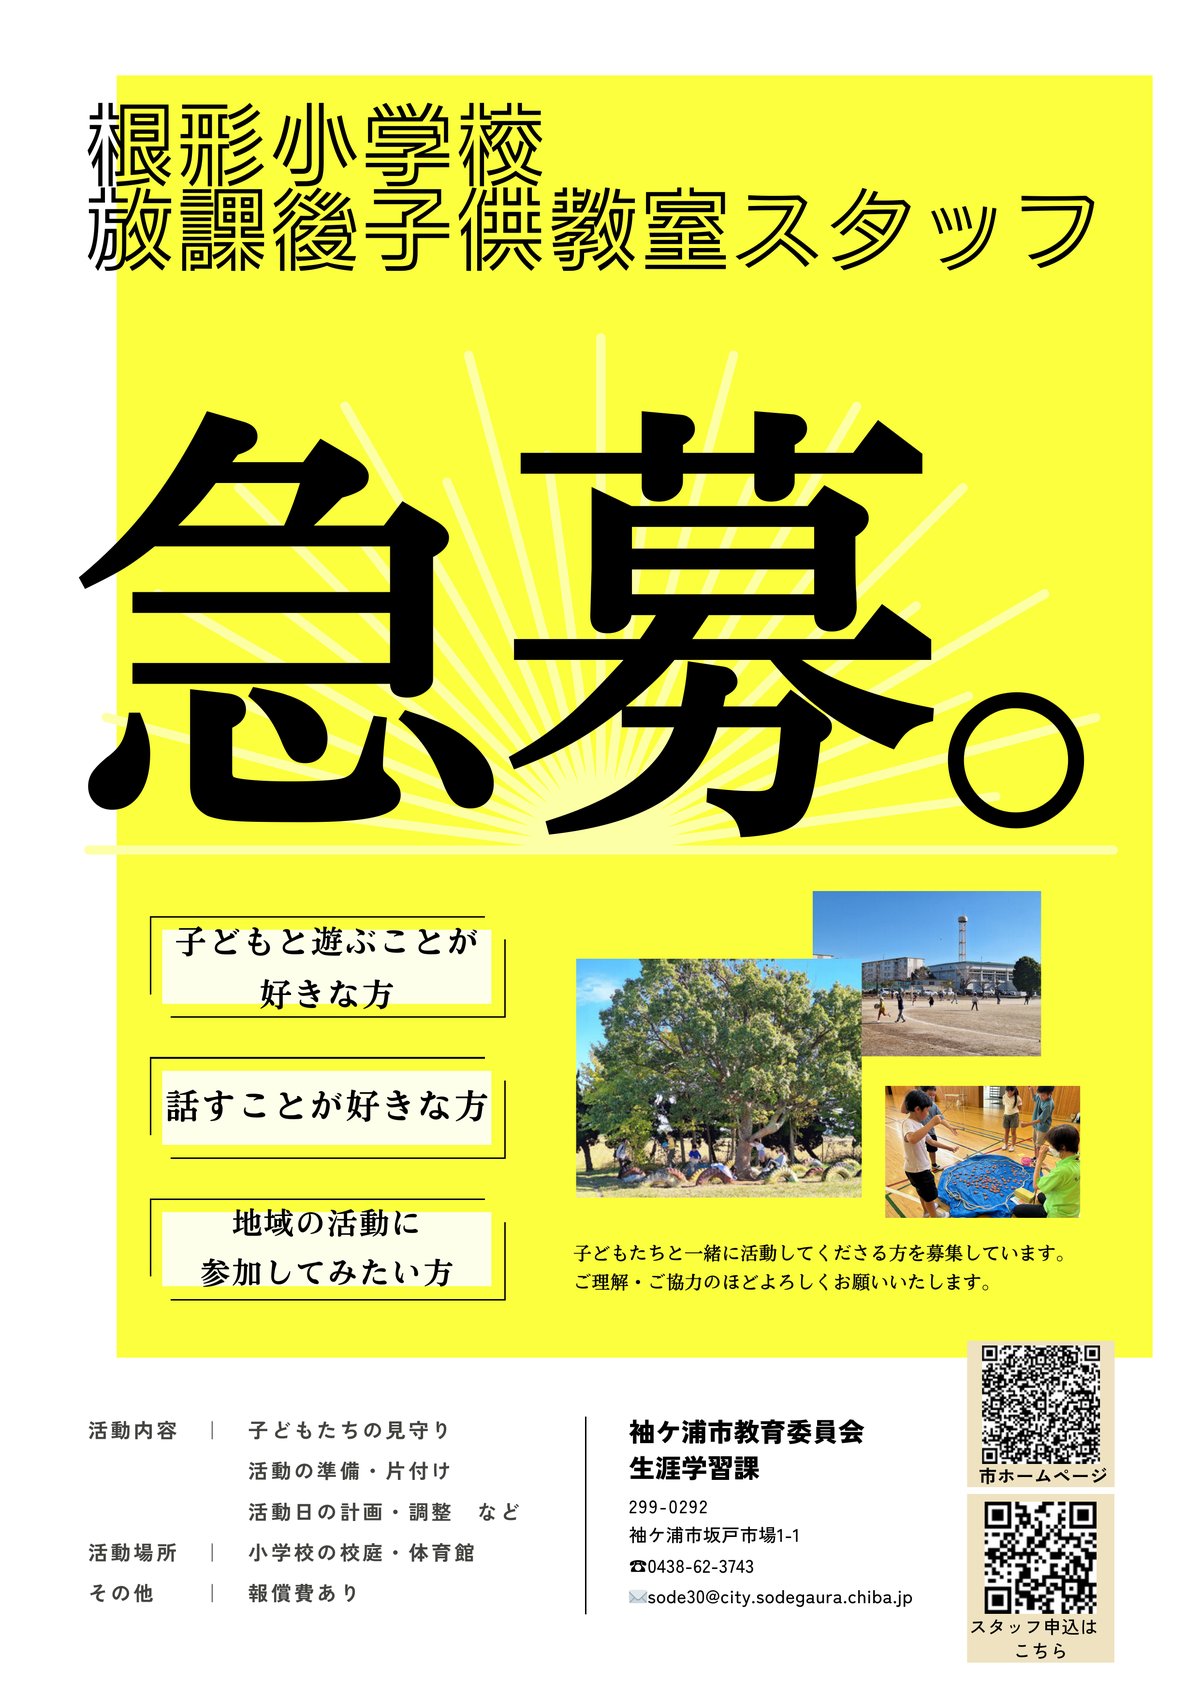 根形小学校
放課後子供教室スタッフ
急募。
子どもと遊ぶことが
好きな方
話すことが好きな方
地域の活動に
参加してみたい方
子どもたちと一緒に活動してくださる方を募集しています。
ご理解・ご協力のほどよろしくお願いいたします。
活動内容 | 子どもたちの見守り
活動の準備・片付け
活動日の計画・調整 など
活動場所 | 小学校の校庭・体育館
その他 | 報償費あり
袖ケ浦市教育委員会
生涯学習課
299-0292
袖ケ浦市坂戸市場1-1
☎0438-62-3743
✉sode30@city.sodegaura.chiba.jp
市ホームページ
スタッフ申込は
こちら